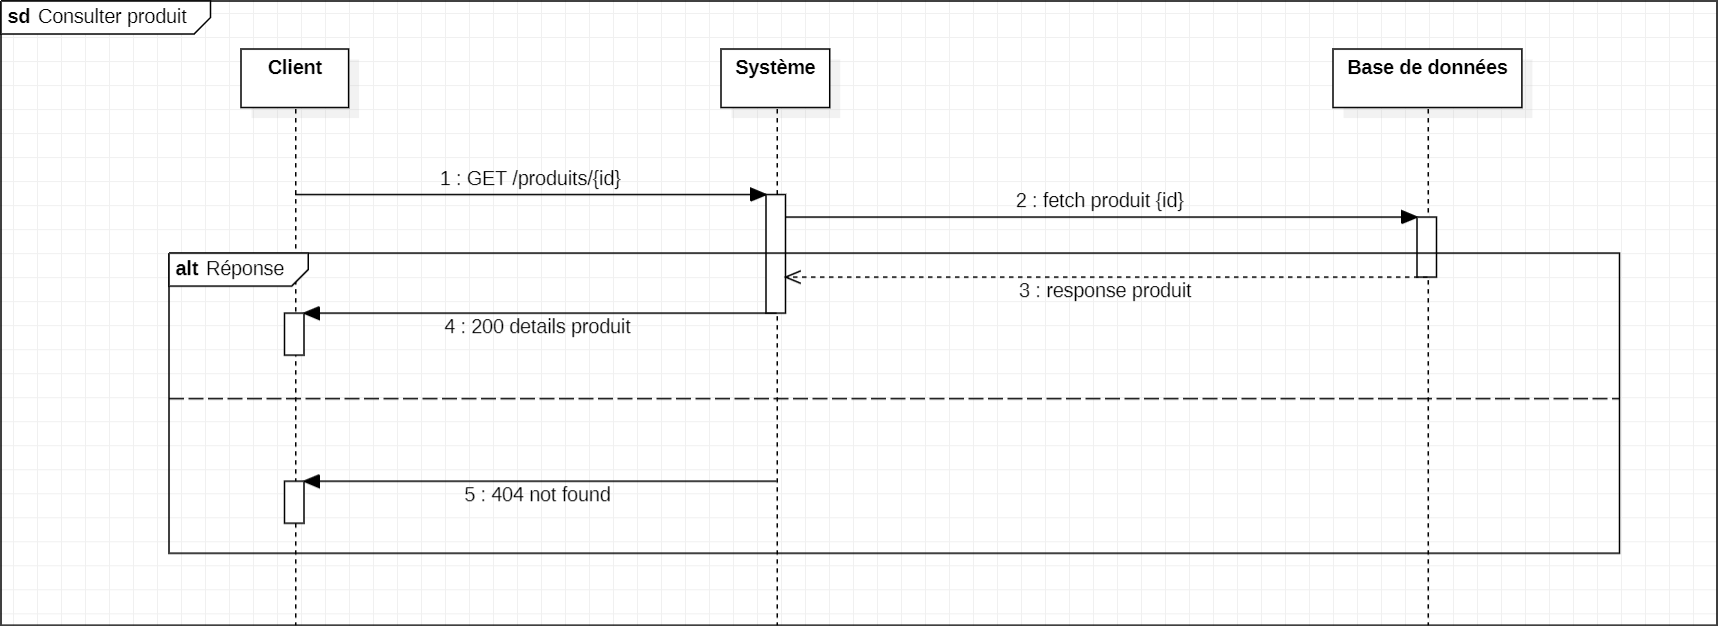 sd Consulter produit
Client
Système
Base de données
1 : GET /produits/{id}
2 : fetch produit {id}
alt Réponse
3 : response produit
4 : 200 details produit
5 : 404 not found